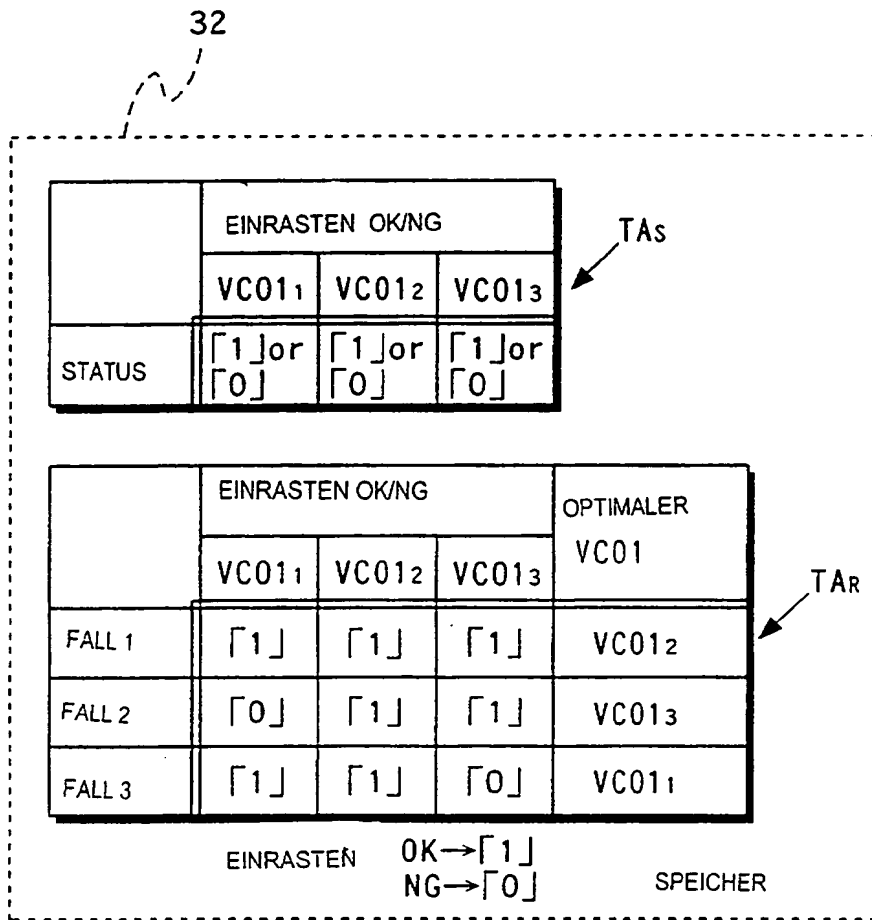 32
EINRASTEN OK/NG
TAS
VCO11 VCO12 VCO13
STATUS 「1」or 「0」 「1」or 「0」 「1」or 「0」
EINRASTEN OK/NG OPTIMALER VCO1
VCO11 VCO12 VCO13
TAR
FALL 1 「1」 「1」 「1」 VCO12
FALL 2 「0」 「1」 「1」 VCO13
FALL 3 「1」 「1」 「0」 VCO11
EINRASTEN OK→「1」
NG→「0」
SPEICHER